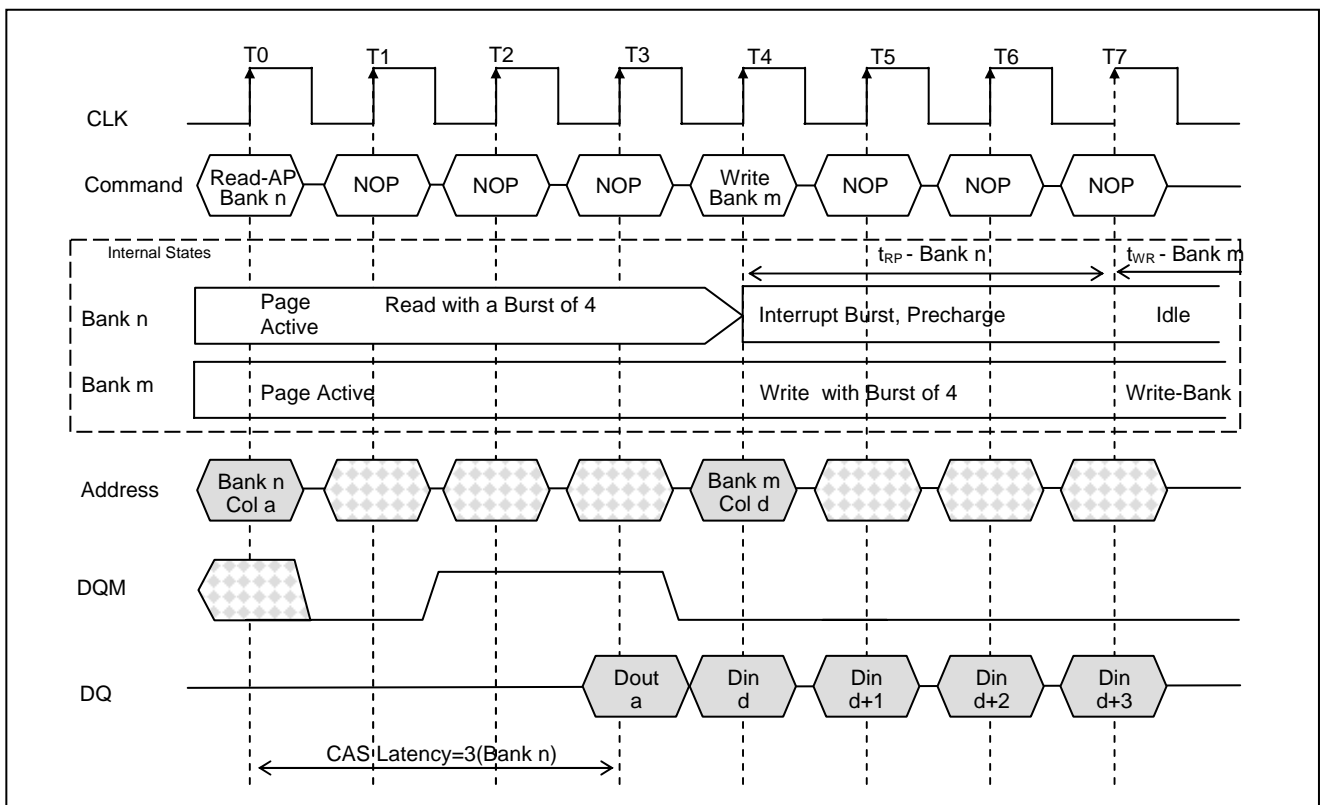 T0 T1 T2 T3 T4 T5 T6 T7
CLK
Command
Read-AP
Bank n
NOP
NOP
NOP
Write
Bank m
NOP
NOP
NOP
Internal States
tRP - Bank n
tWR - Bank m
Bank n
Page
Active
Read with a Burst of 4
Interrupt Burst, Precharge
Idle
Bank m
Page Active
Write with Burst of 4
Write-Bank
Address
Bank n
Col a
Bank m
Col d
DQM
DQ
Dout
a
Din
d
Din
d+1
Din
d+2
Din
d+3
CAS Latency=3(Bank n)